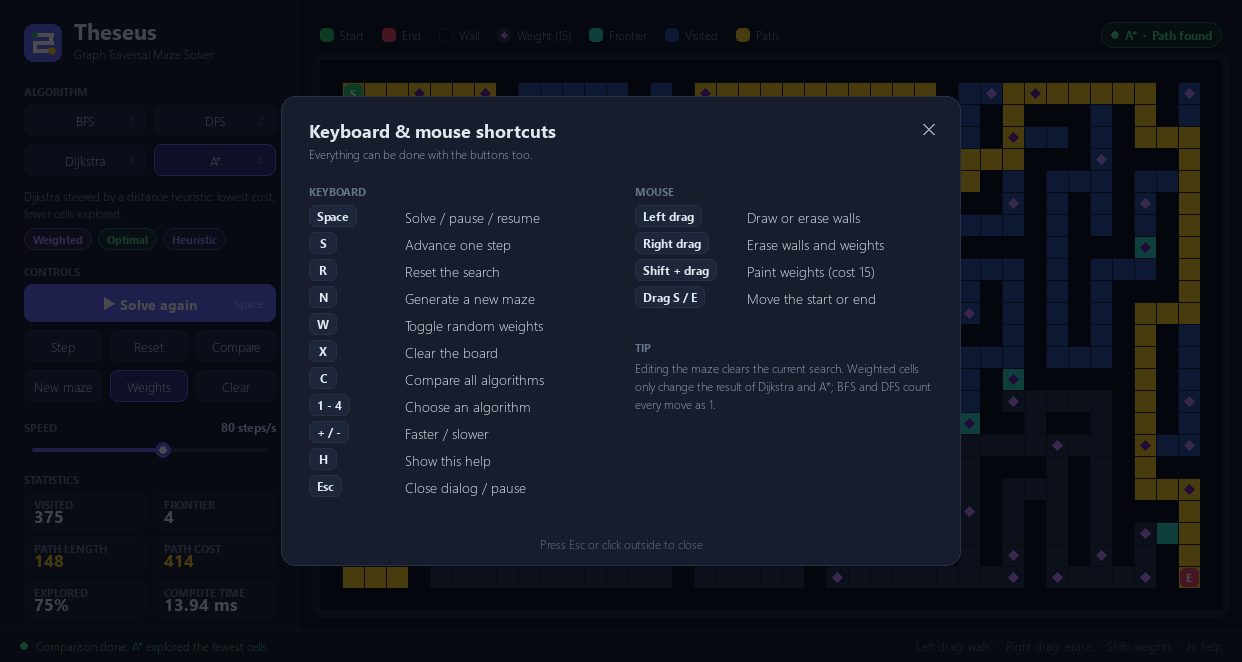 Theseus
Graph Traversal Maze Solver
Start
End
Wall
Weight (15)
Frontier
Visited
Path
A* · Path found
ALGORITHM
BFS 1
DFS 2
Dijkstra 3
A* 4
Dijkstra steered by a distance heuristic: lowest cost,
fewer cells explored.
Weighted
Optimal
Heuristic
CONTROLS
Solve again Space
Step
Reset
Compare
New maze
Weights
Clear
SPEED
80 steps/s
STATISTICS
VISITED
375
FRONTIER
4
PATH LENGTH
148
PATH COST
414
EXPLORED
75%
COMPUTE TIME
13.94 ms
S
Keyboard & mouse shortcuts
Everything can be done with the buttons too.
KEYBOARD
Space Solve / pause / resume
S Advance one step
R Reset the search
N Generate a new maze
W Toggle random weights
X Clear the board
C Compare all algorithms
1 - 4 Choose an algorithm
+ / - Faster / slower
H Show this help
Esc Close dialog / pause
MOUSE
Left drag Draw or erase walls
Right drag Erase walls and weights
Shift + drag Paint weights (cost 15)
Drag S / E Move the start or end
TIP
Editing the maze clears the current search. Weighted cells
only change the result of Dijkstra and A*; BFS and DFS count
every move as 1.
Press Esc or click outside to close
E
Comparison done: A* explored the fewest cells.
Left drag: walls · Right drag: erase · Shift: weights · H: help